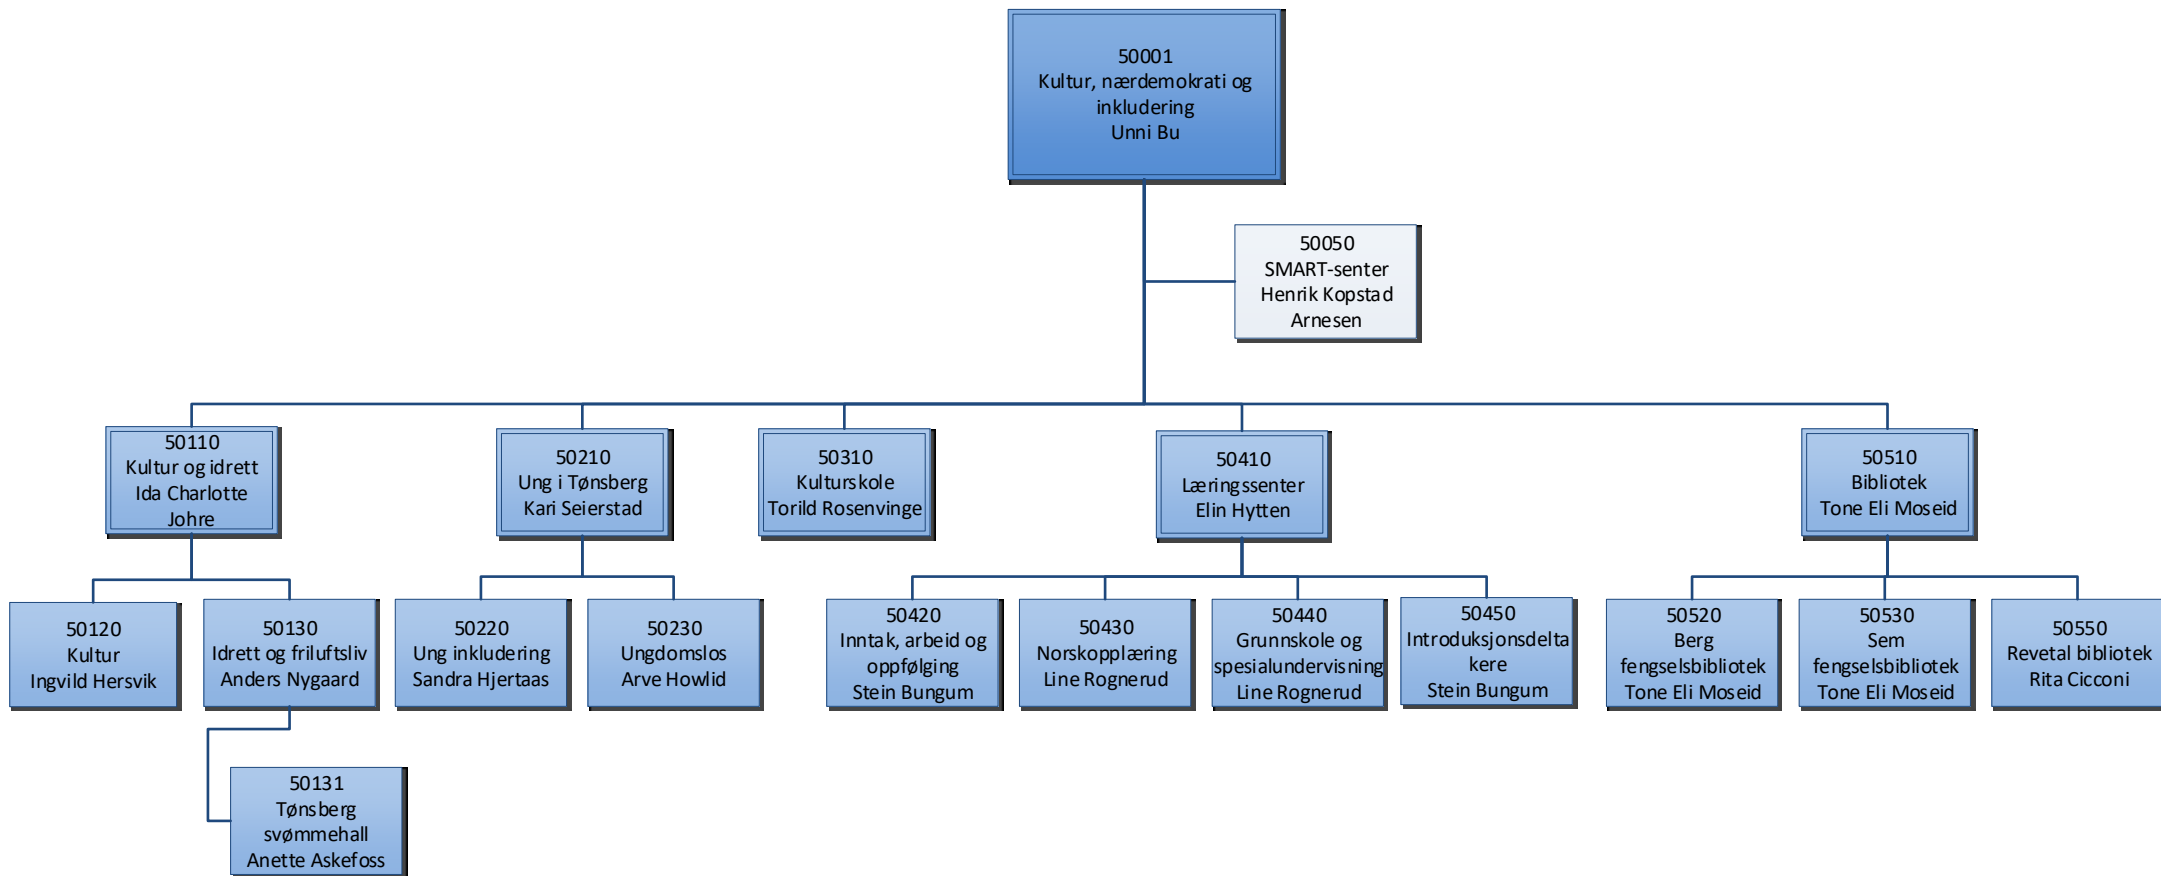 50001
Kultur, nærdemokrati og
inkludering
Unni Bu
50050
SMART-senter
Henrik Kopstad
Arnesen
50110
Kultur og idrett
Ida Charlotte
Johre
50210
Ung i Tønsberg
Kari Seierstad
50310
Kulturskole
Torild Rosenvinge
50410
Læringssenter
Elin Hytten
50510
Bibliotek
Tone Eli Moseid
50120
Kultur
Ingvild Hersvik
50130
Idrett og friluftsliv
Anders Nygaard
50220
Ung inkludering
Sandra Hjertaas
50230
Ungdomslos
Arve Howlid
50420
Inntak, arbeid og
oppfølging
Stein Bungum
50430
Norskopplæring
Line Rognerud
50440
Grunnskole og
spesialundervisning
Line Rognerud
50450
Introduksjonsdelta
kere
Stein Bungum
50520
Berg
fengselsbibliotek
Tone Eli Moseid
50530
Sem
fengselsbibliotek
Tone Eli Moseid
50550
Revetal bibliotek
Rita Cicconi
50131
Tønsberg
svømmehall
Anette Askefoss